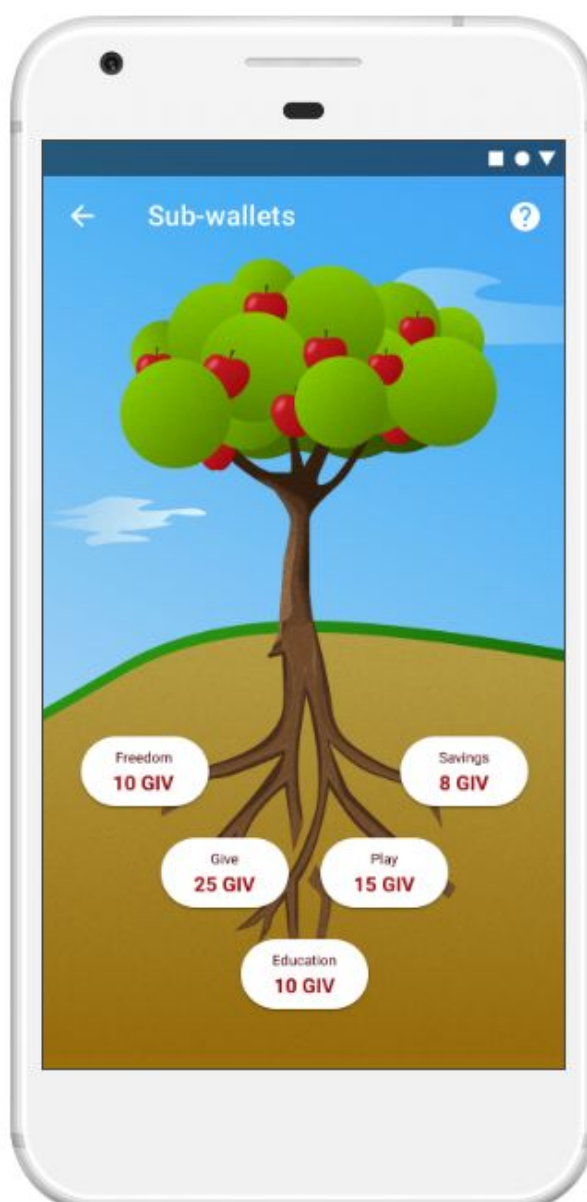 Sub-wallets
?
Freedom
10 GIV
Savings
8 GIV
Give
25 GIV
Play
15 GIV
Education
10 GIV